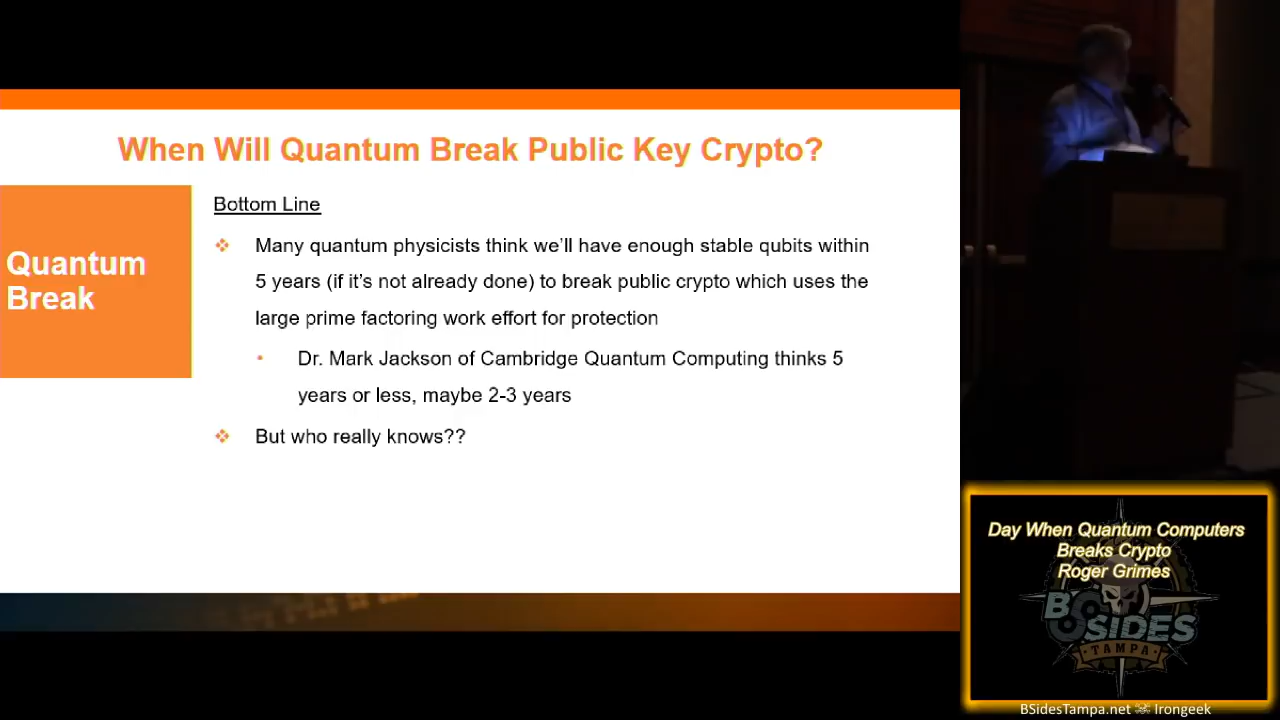 When Will Quantum Break Public Key Crypto?
Quantum
Break
Bottom Line
Many quantum physicists think we'll have enough stable qubits within
5 years (if it's not already done) to break public crypto which uses the
large prime factoring work effort for protection
Dr. Mark Jackson of Cambridge Quantum Computing thinks 5
years or less, maybe 2-3 years
But who really knows??
Day When Quantum Computers
Breaks Crypto
Roger Grimes
BSIDES
TAMPA
BSidesTampa.net ☠ Irongeek